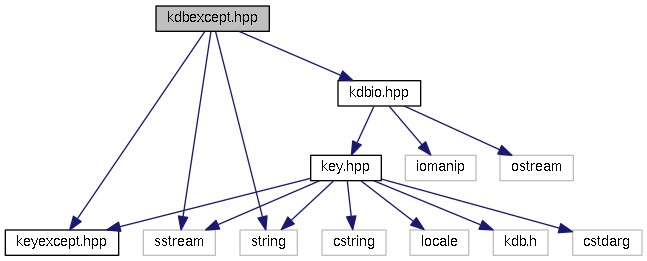 kdbexcept.hpp
kdbio.hpp
key.hpp
iomanip
ostream
keyexcept.hpp
sstream
string
cstring
locale
kdb.h
cstdarg